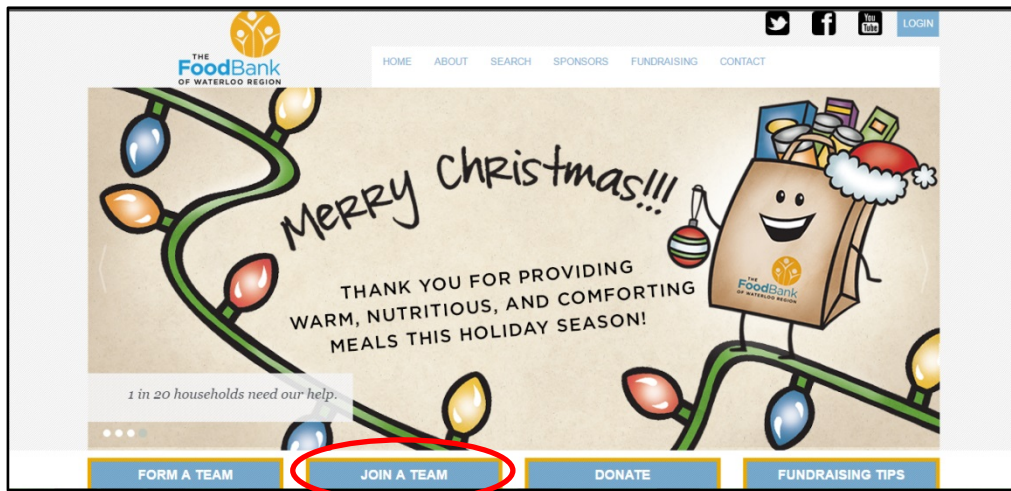 You
Tube
LOGIN
THE
FoodBank
OF WATERLOO REGION
HOME ABOUT SEARCH SPONSORS FUNDRAISING CONTACT
MERRY CHRIStmas!!!
THANK YOU FOR PROVIDING
WARM, NUTRITIOUS, AND COMFORTING
MEALS THIS HOLIDAY SEASON!
THE
FoodBank
OF WATERLOO REGION
1 in 20 households need our help.
FORM A TEAM JOIN A TEAM DONATE FUNDRAISING TIPS